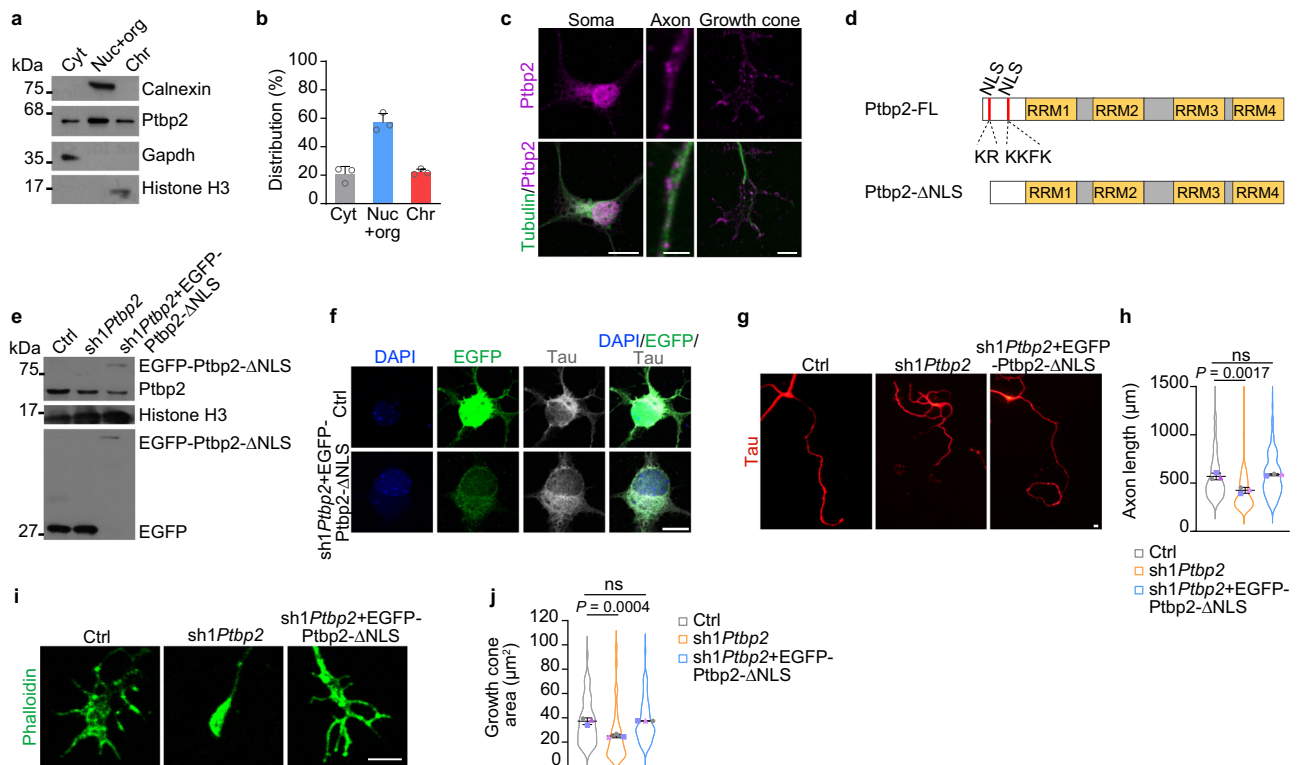 a
Cyt
Nuc+org
Chr
kDa
75
68
35
17
Calnexin
Ptbp2
Gapdh
Histone H3
b
Distribution (%)
100
80
60
40
20
0
Cyt
Nuc
+org
Chr
c
Soma
Axon
Growth cone
Ptbp2
Tubulin/Ptbp2
d
NLS
NLS
Ptbp2-FL
RRM1
RRM2
RRM3
RRM4
KR
KKFK
Ptbp2-ΔNLS
RRM1
RRM2
RRM3
RRM4
e
Ctrl
sh1Ptbp2
sh1Ptbp2+EGFP-
Ptbp2-ΔNLS
kDa
75
17
27
EGFP-Ptbp2-ΔNLS
Ptbp2
Histone H3
EGFP-Ptbp2-ΔNLS
EGFP
f
DAPI
EGFP
Tau
DAPI/EGFP/
Tau
Ctrl
sh1Ptbp2+EGFP-
Ptbp2-ΔNLS
g
Ctrl
sh1Ptbp2
sh1Ptbp2+EGFP
-Ptbp2-ΔNLS
Tau
h
ns
P = 0.0017
Axon length (µm)
1500
1000
500
0
Ctrl
sh1Ptbp2
sh1Ptbp2+EGFP-
Ptbp2-ΔNLS
i
Ctrl
sh1Ptbp2
sh1Ptbp2+EGFP-
Ptbp2-ΔNLS
Phalloidin
j
ns
P = 0.0004
Growth cone
area (µm²)
120
100
80
60
40
20
0
Ctrl
sh1Ptbp2
sh1Ptbp2+EGFP-
Ptbp2-ΔNLS